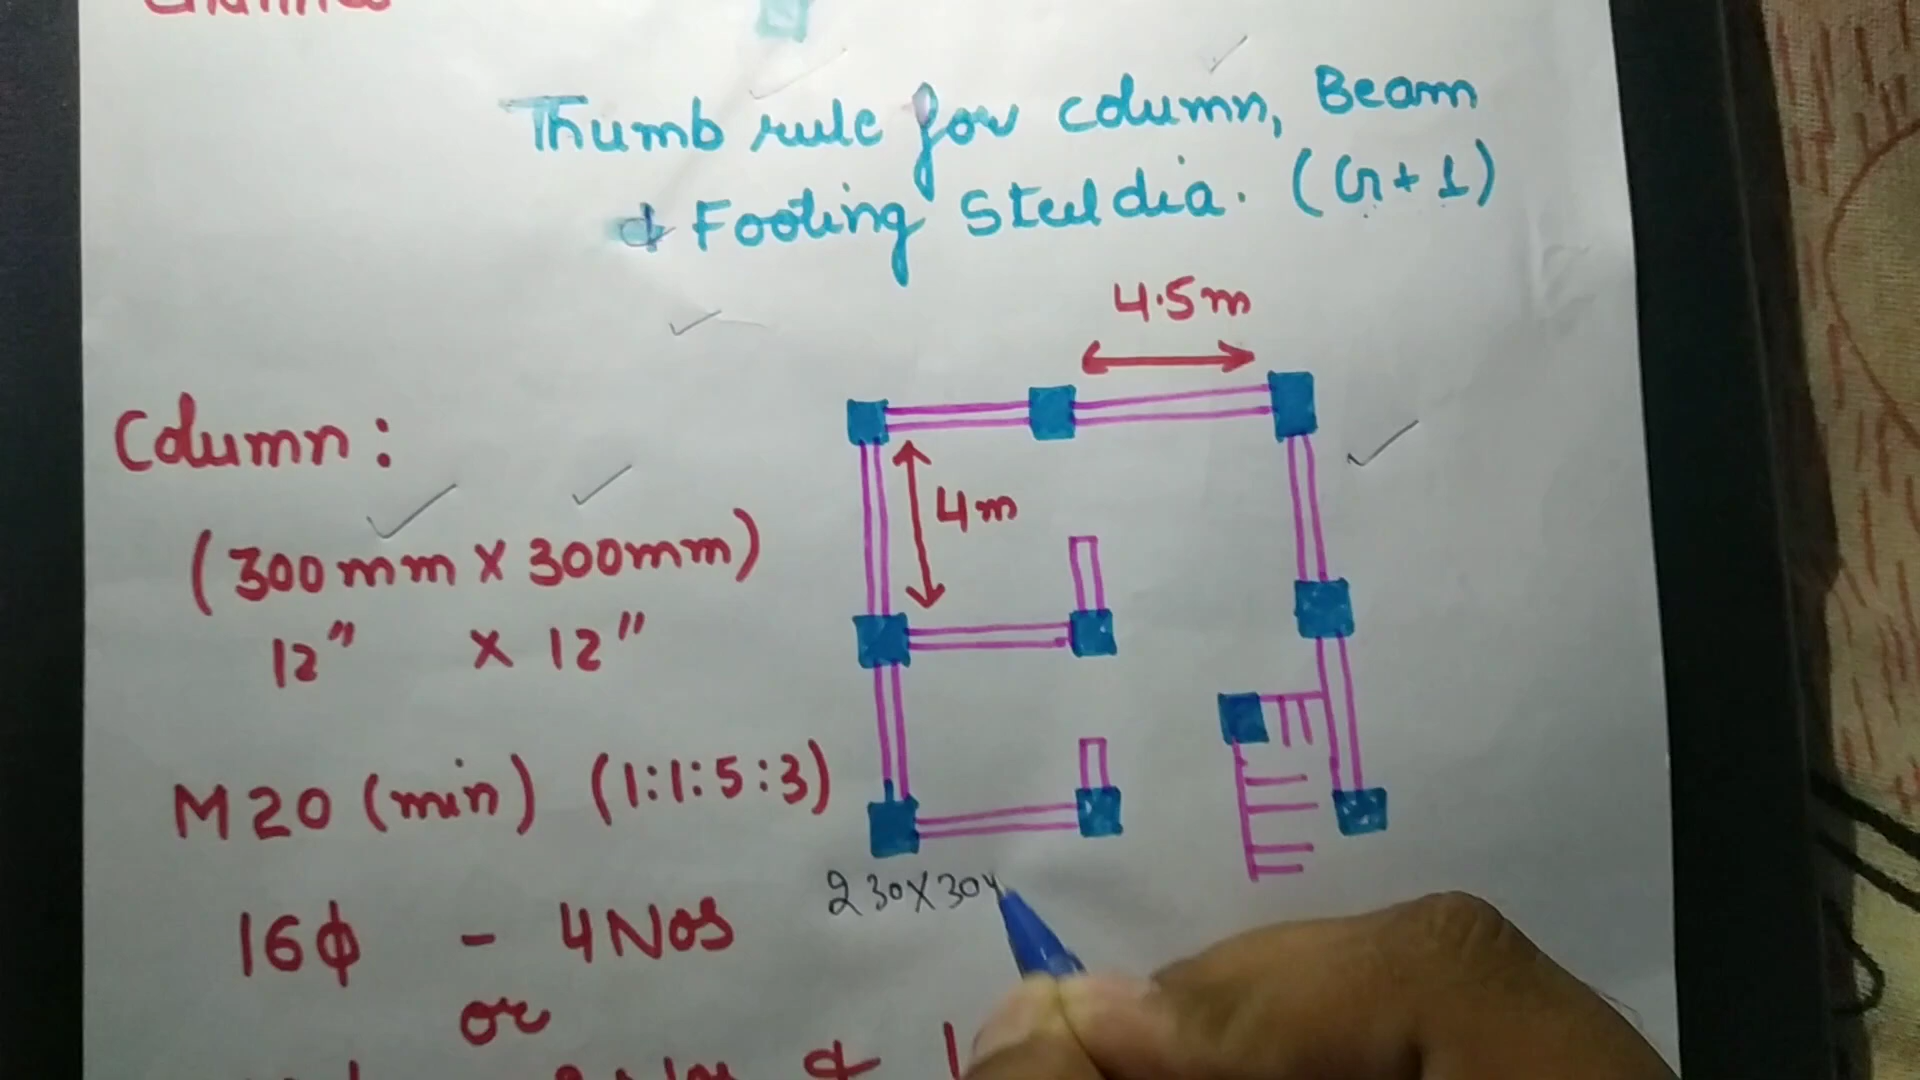 Thumb rule for column, Beam
& Footing Steel dia. (G+1)
4.5m
Column:
4m
(300mm x 300mm)
12" x 12"
M20 (min) (1:1:5:3)
230x30
16φ - 4Nos
or
&